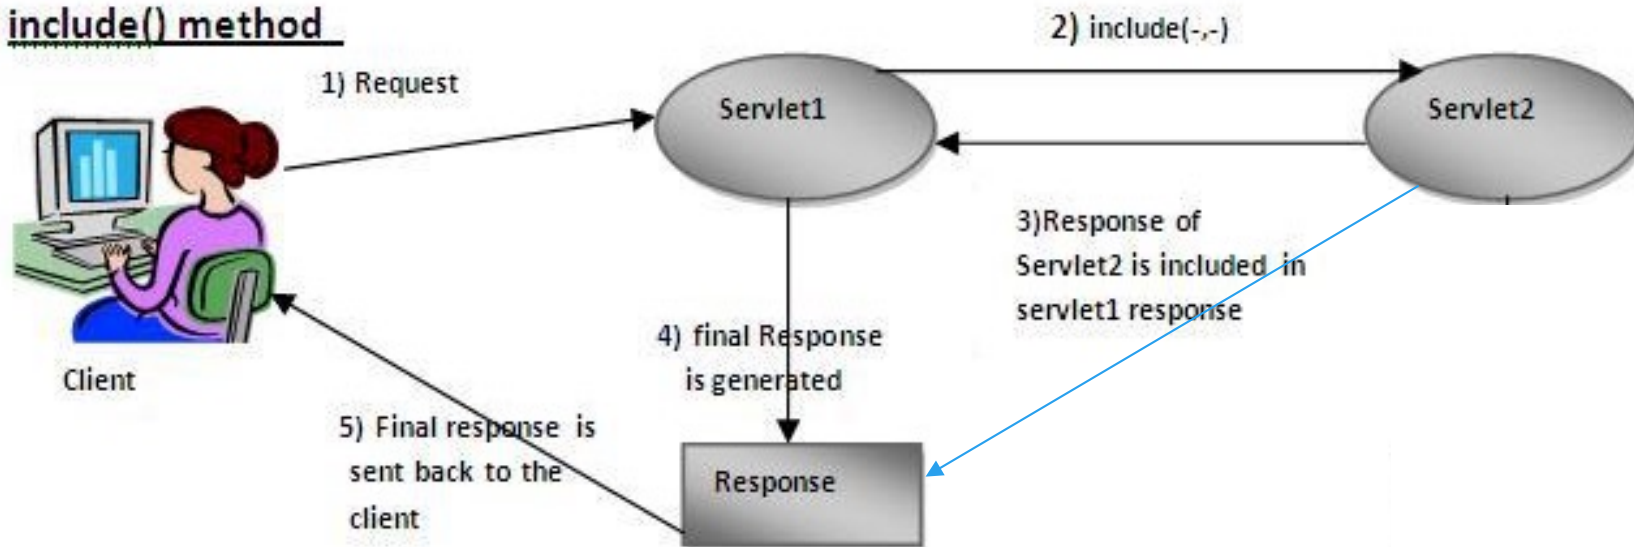 include() method
1) Request
2) include(-,-)
Servlet1
Servlet2
3)Response of
Servlet2 is included in
servlet1 response
4) final Response
is generated
Client
5) Final response is
sent back to the
client
Response